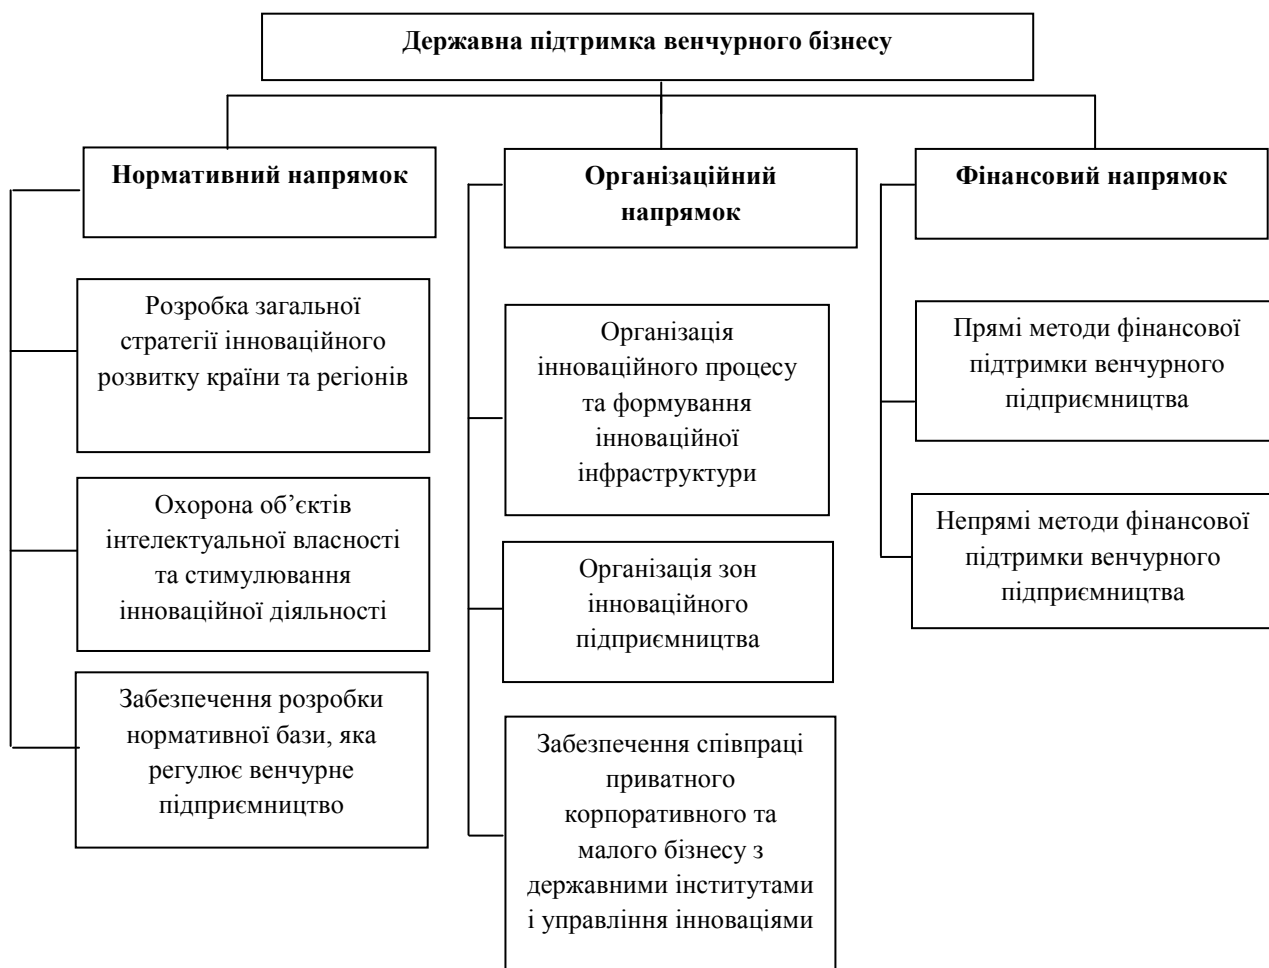 Державна підтримка венчурного бізнесу
Нормативний напрямок
Розробка загальної
стратегії інноваційного
розвитку країни та регіонів
Охорона об’єктів
інтелектуальної власності
та стимулювання
інноваційної діяльності
Забезпечення розробки
нормативної бази, яка
регулює венчурне
підприємництво
Організаційний
напрямок
Організація
інноваційного процесу
та формування
інноваційної
інфраструктури
Організація зон
інноваційного
підприємництва
Забезпечення співпраці
приватного
корпоративного та
малого бізнесу з
державними інститутами
і управління інноваціями
Фінансовий напрямок
Прямі методи фінансової
підтримки венчурного
підприємництва
Непрямі методи фінансової
підтримки венчурного
підприємництва